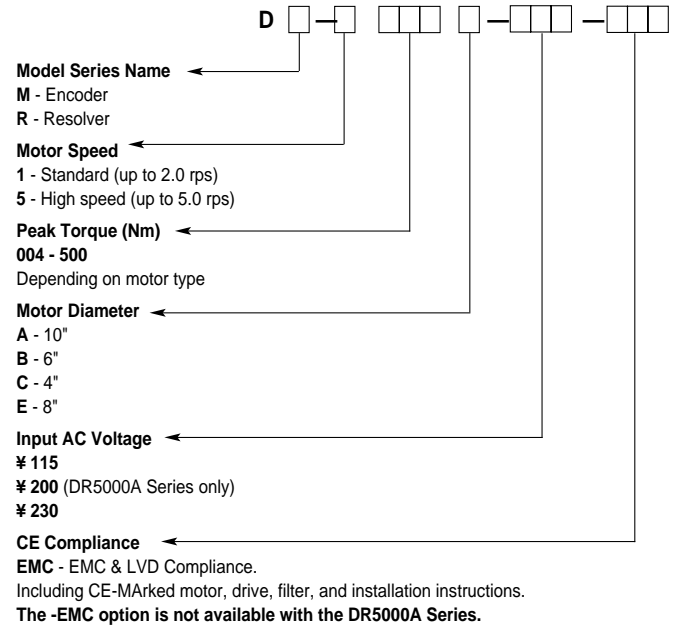 D — — —
Model Series Name
M - Encoder
R - Resolver
Motor Speed
1 - Standard (up to 2.0 rps)
5 - High speed (up to 5.0 rps)
Peak Torque (Nm)
004 - 500
Depending on motor type
Motor Diameter
A - 10"
B - 6"
C - 4"
E - 8"
Input AC Voltage
¥ 115
¥ 200 (DR5000A Series only)
¥ 230
CE Compliance
EMC - EMC & LVD Compliance.
Including CE-MArked motor, drive, filter, and installation instructions.
The -EMC option is not available with the DR5000A Series.